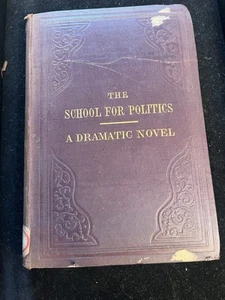 THE
SCHOOL FOR POLITICS
A DRAMATIC NOVEL